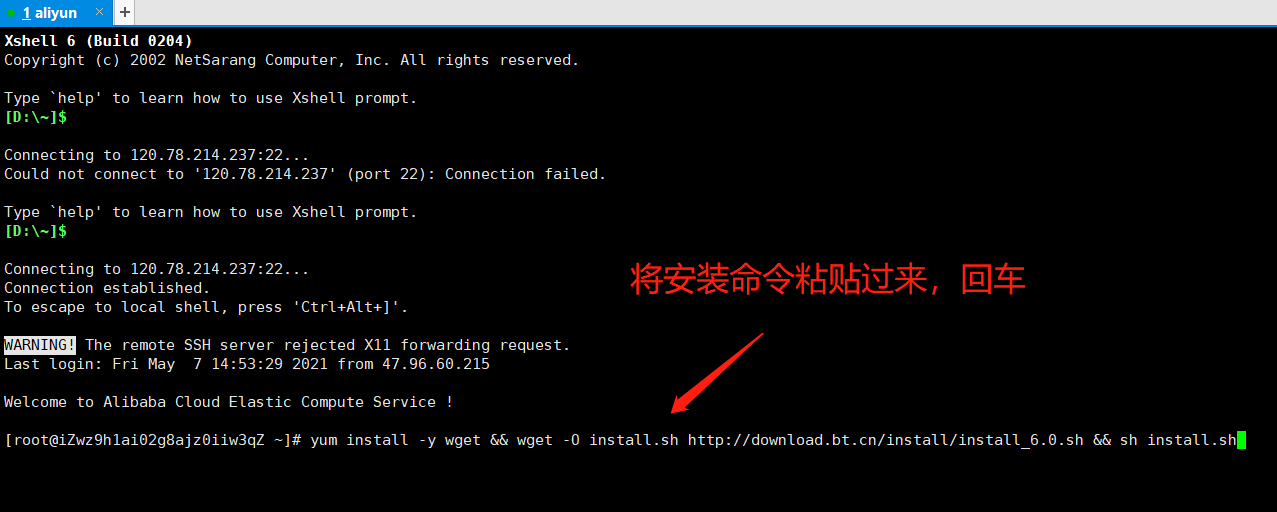 1 aliyun × +
Xshell 6 (Build 0204)
Copyright (c) 2002 NetSarang Computer, Inc. All rights reserved.
Type `help' to learn how to use Xshell prompt.
[D:\~]$
Connecting to 120.78.214.237:22...
Could not connect to '120.78.214.237' (port 22): Connection failed.
Type `help' to learn how to use Xshell prompt.
[D:\~]$
Connecting to 120.78.214.237:22...
Connection established.
To escape to local shell, press 'Ctrl+Alt+]'.
将安装命令粘贴过来，回车
WARNING! The remote SSH server rejected X11 forwarding request.
Last login: Fri May  7 14:53:29 2021 from 47.96.60.215
Welcome to Alibaba Cloud Elastic Compute Service !
[root@iZwz9h1ai02g8ajz0iiw3qZ ~]# yum install -y wget && wget -O install.sh http://download.bt.cn/install/install_6.0.sh && sh install.sh